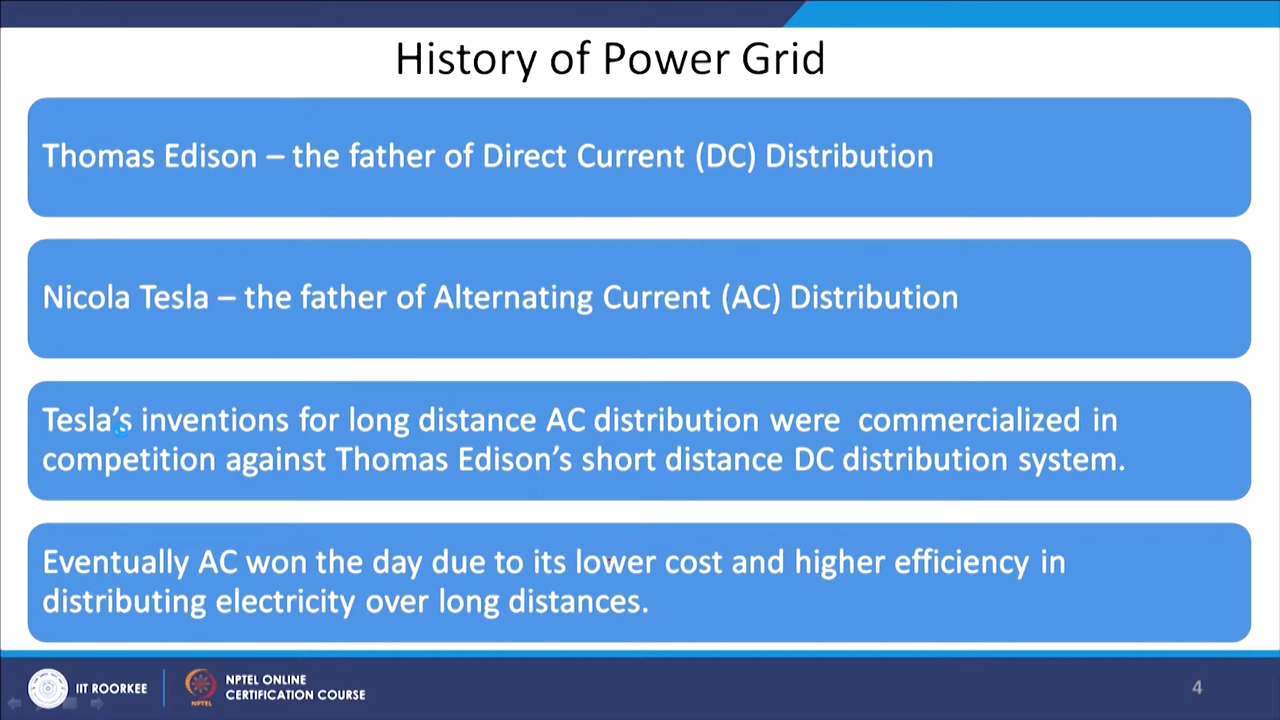 History of Power Grid
Thomas Edison – the father of Direct Current (DC) Distribution
Nicola Tesla – the father of Alternating Current (AC) Distribution
Tesla’s inventions for long distance AC distribution were  commercialized in
competition against Thomas Edison’s short distance DC distribution system.
Eventually AC won the day due to its lower cost and higher efficiency in
distributing electricity over long distances.
IIT ROORKEE
NPTEL
NPTEL ONLINE
CERTIFICATION COURSE
4